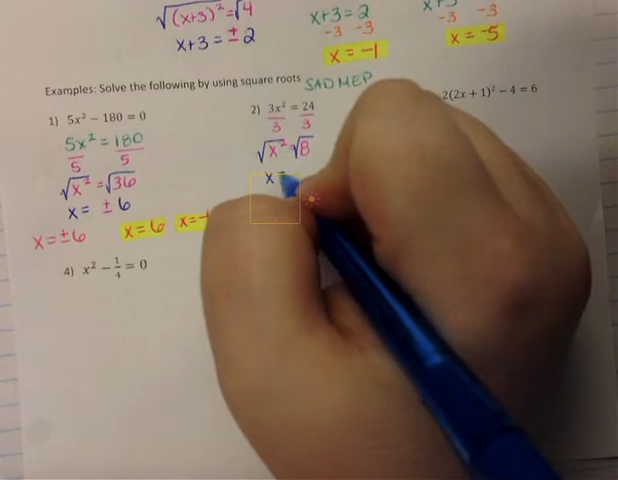 √(x+3)² = √4
x+3 = ± 2
x+3 = 2
-3 -3
x = -1
-3 -3
x = -5
Examples: Solve the following by using square roots SADMEP
1) 5x² − 180 = 0
5x² = 180
5 5
√x² = √36
x = ± 6
x = ±6 x = 6 x = -
2) 3x² = 24
3 3
√x² = √8
x =
2(2x + 1)² − 4 = 6
4) x² − 1/4 = 0